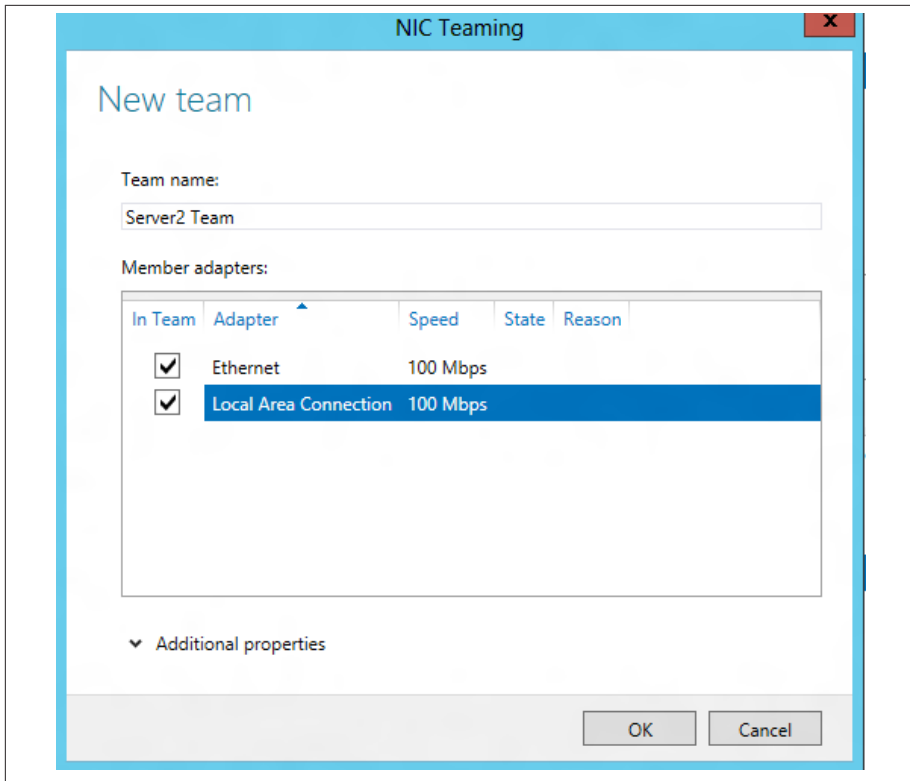 NIC Teaming
x
New team
Team name:
Server2 Team
Member adapters:
In Team Adapter Speed State Reason
Ethernet 100 Mbps
Local Area Connection 100 Mbps
Additional properties
OK Cancel